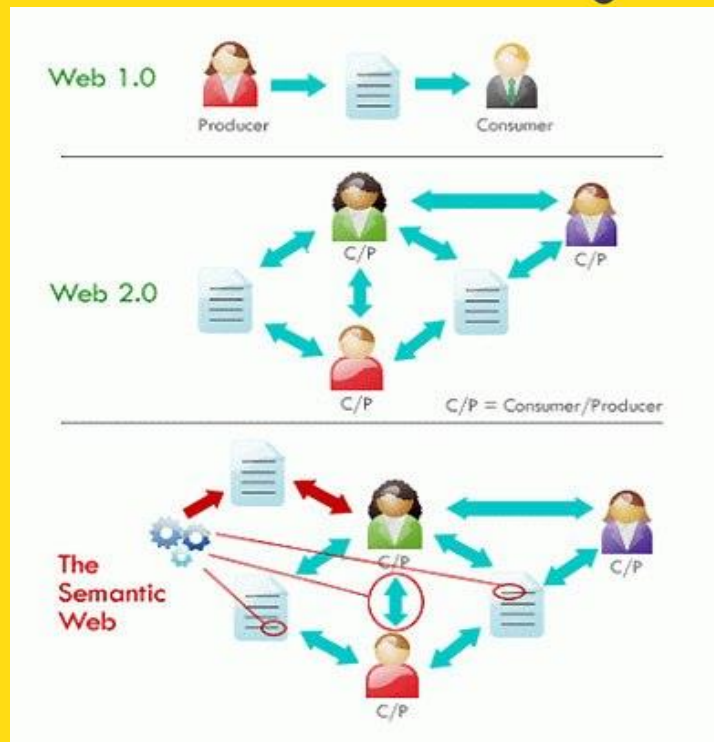 Web 1.0
Producer
Consumer
C/P
C/P
Web 2.0
C/P
C/P = Consumer/Producer
C/P
C/P
The
Semantic
Web
C/P